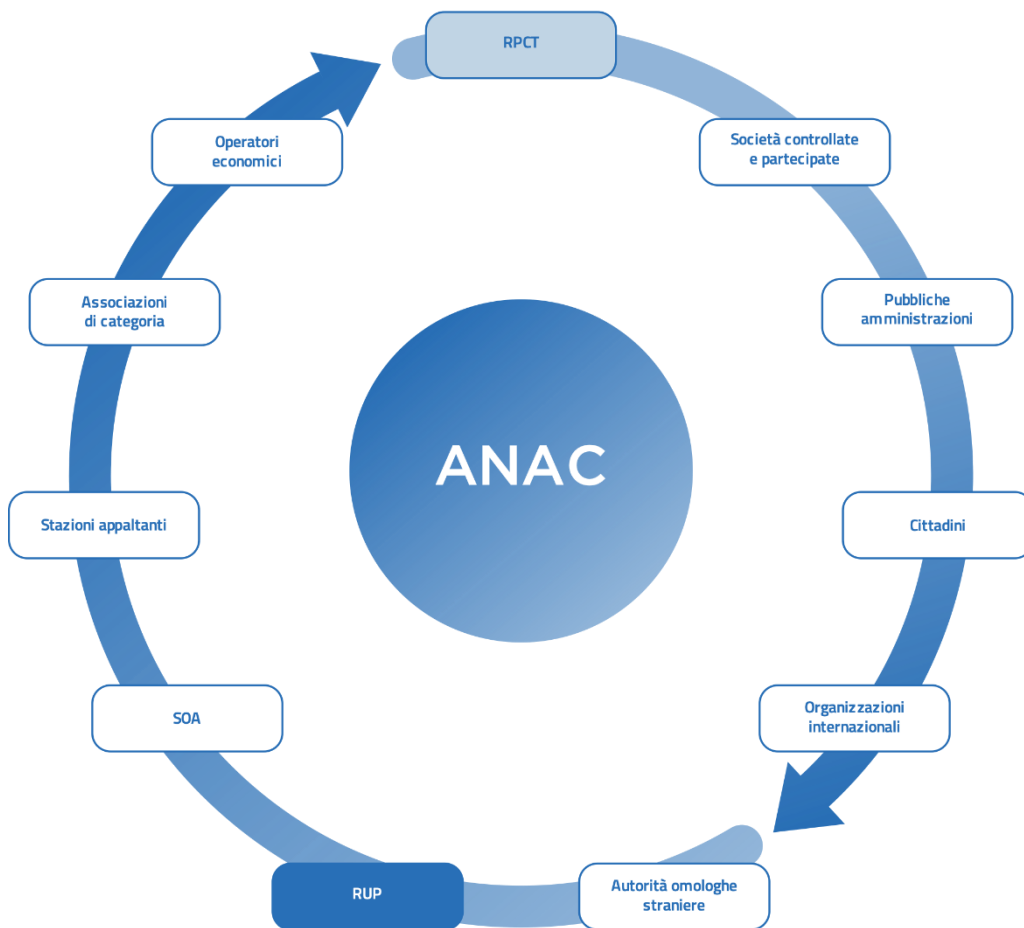 RPCT
Operatori
economici
Società controllate
e partecipate
Associazioni
di categoria
Pubbliche
amministrazioni
ANAC
Stazioni appaltanti
Cittadini
SOA
Organizzazioni
internazionali
RUP
Autorità omologhe
straniere